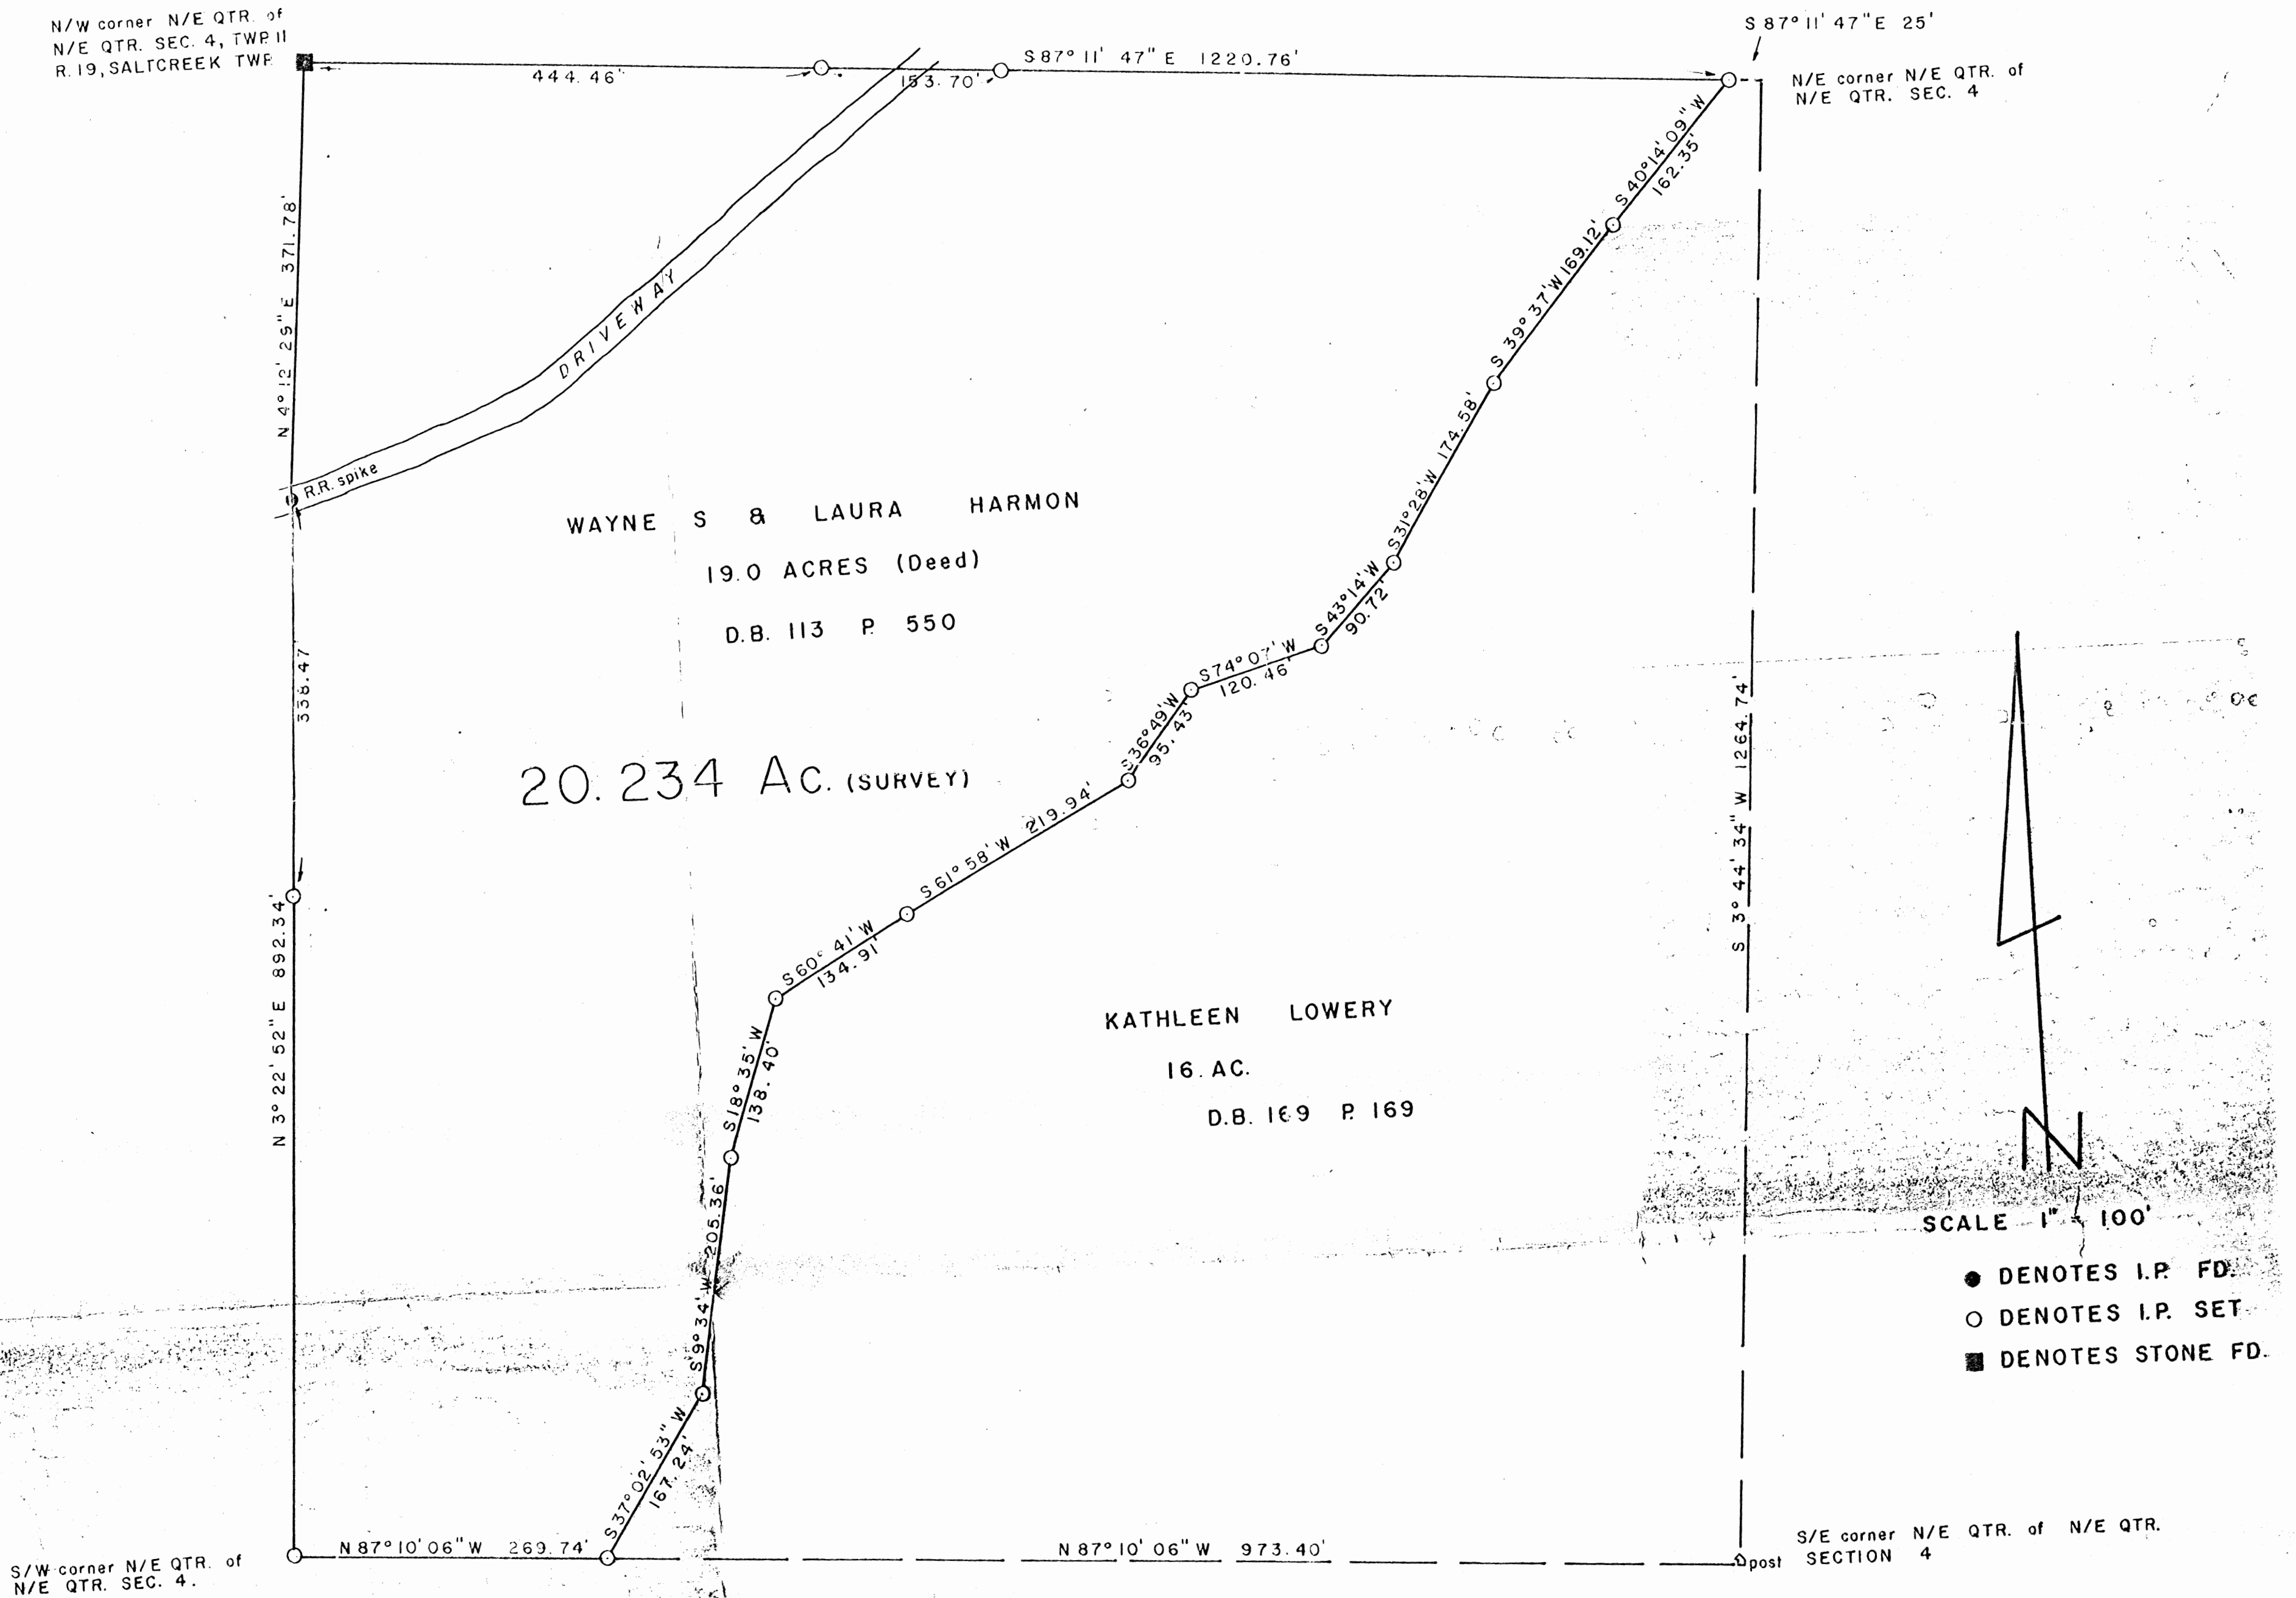 N/W corner N/E QTR. of
N/E QTR. SEC. 4, TWP. 11
R. 19, SALTCREEK TWP.
444.46'
153.70'
S 87° 11' 47" E 1220.76'
S 87° 11' 47" E 25'
N/E corner N/E QTR. of
N/E QTR. SEC. 4
S 40° 14' 09" W
162.35'
S 39° 37' W 169.12'
S 31° 28' W 174.58'
S 43° 14' W
90.72'
S 74° 07' W
120.46'
S 36° 49' W
95.43'
S 61° 58' W 219.94'
S 60° 41' W
134.91'
S 18° 35' W
138.40'
S 9° 34' W 205.36'
S 37° 02' 53" W
167.24'
N 4° 12' 29" E 371.78'
DRIVEWAY
R.R. spike
338.47'
N 3° 22' 52" E 892.34'
WAYNE S & LAURA HARMON
19.0 ACRES (Deed)
D.B. 113 P. 550
20.234 AC. (SURVEY)
KATHLEEN LOWERY
16. AC.
D.B. 169 P. 169
S 3° 44' 34" W 1264.74'
N
SCALE 1" = 100'
DENOTES I.P. FD.
DENOTES I.P. SET
DENOTES STONE FD.
S/W corner N/E QTR. of
N/E QTR. SEC. 4.
N 87° 10' 06" W 269.74'
N 87° 10' 06" W 973.40'
post
S/E corner N/E QTR. of N/E QTR.
SECTION 4